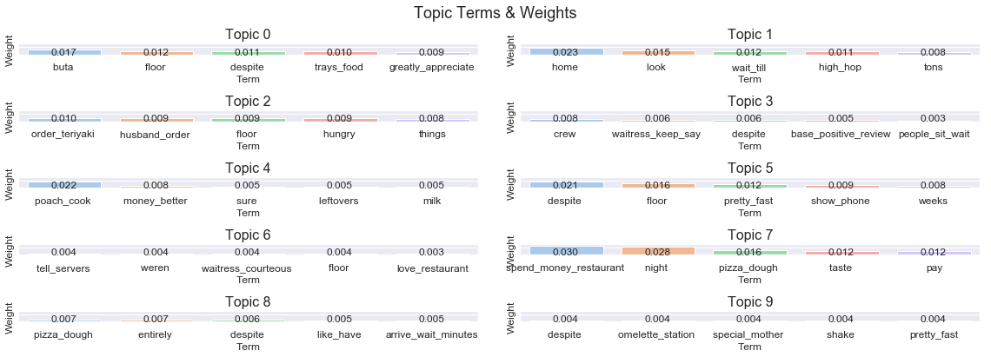 Topic Terms & Weights
Topic 0
Weight
0.017 0.012 0.011 0.010 0.009
buta floor despite trays_food greatly_appreciate
Term
Topic 1
Weight
0.023 0.015 0.012 0.011 0.008
home look wait_till high_hop tons
Term
Topic 2
Weight
0.010 0.009 0.009 0.009 0.008
order_teriyaki husband_order floor hungry things
Term
Topic 3
Weight
0.008 0.006 0.006 0.005 0.003
crew waitress_keep_say despite base_positive_review people_sit_wait
Term
Topic 4
Weight
0.022 0.008 0.005 0.005 0.005
poach_cook money_better sure leftovers milk
Term
Topic 5
Weight
0.021 0.016 0.012 0.009 0.008
despite floor pretty_fast show_phone weeks
Term
Topic 6
Weight
0.004 0.004 0.004 0.004 0.003
tell_servers weren waitress_courteous floor love_restaurant
Term
Topic 7
Weight
0.030 0.028 0.016 0.012 0.012
spend_money_restaurant night pizza_dough taste pay
Term
Topic 8
Weight
0.007 0.007 0.006 0.005 0.005
pizza_dough entirely despite like_have arrive_wait_minutes
Term
Topic 9
Weight
0.004 0.004 0.004 0.004 0.004
despite omelette_station special_mother shake pretty_fast
Term